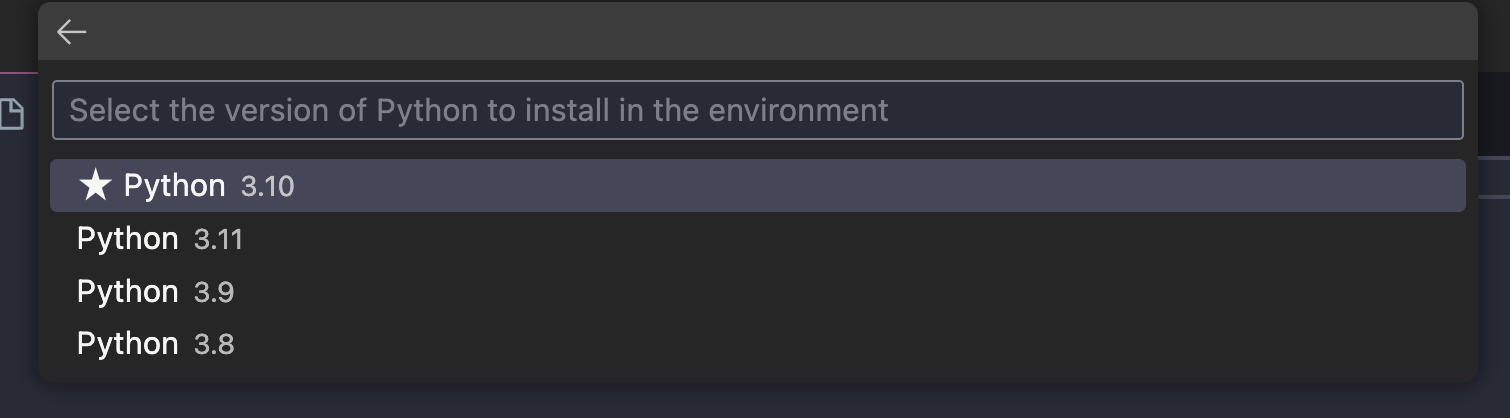 Select the version of Python to install in the environment
★ Python 3.10
Python 3.11
Python 3.9
Python 3.8